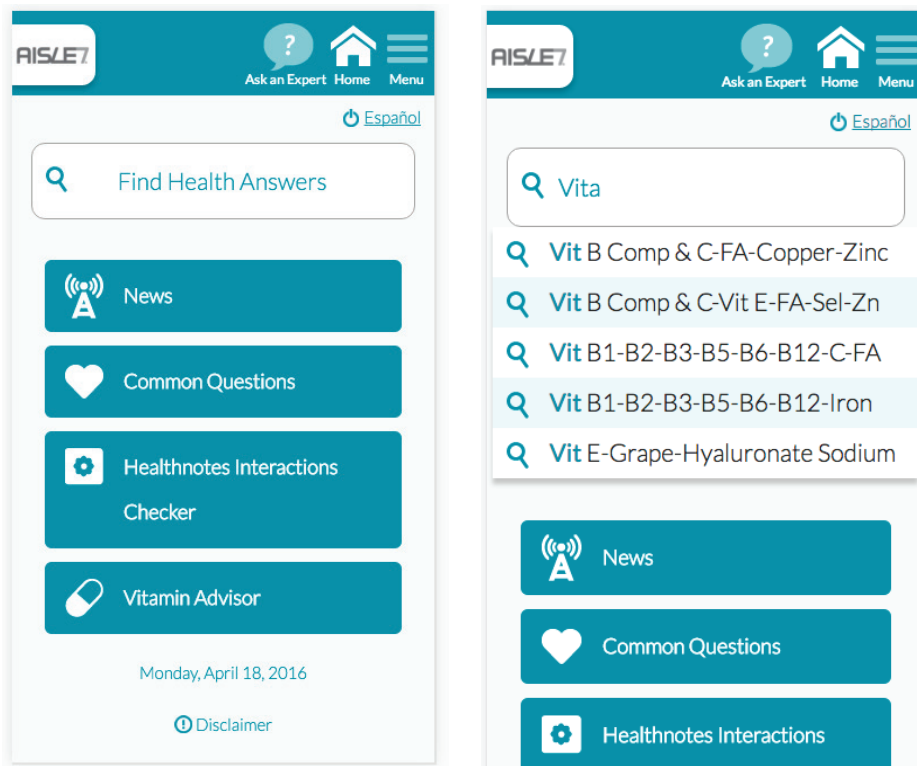 AISLE7
?
Ask an Expert Home Menu
Español
Find Health Answers
News
Common Questions
Healthnotes Interactions
Checker
Vitamin Advisor
Monday, April 18, 2016
Disclaimer
AISLE7
?
Ask an Expert Home Menu
Español
Vita
Vit B Comp & C-FA-Copper-Zinc
Vit B Comp & C-Vit E-FA-Sel-Zn
Vit B1-B2-B3-B5-B6-B12-C-FA
Vit B1-B2-B3-B5-B6-B12-Iron
Vit E-Grape-Hyaluronate Sodium
News
Common Questions
Healthnotes Interactions